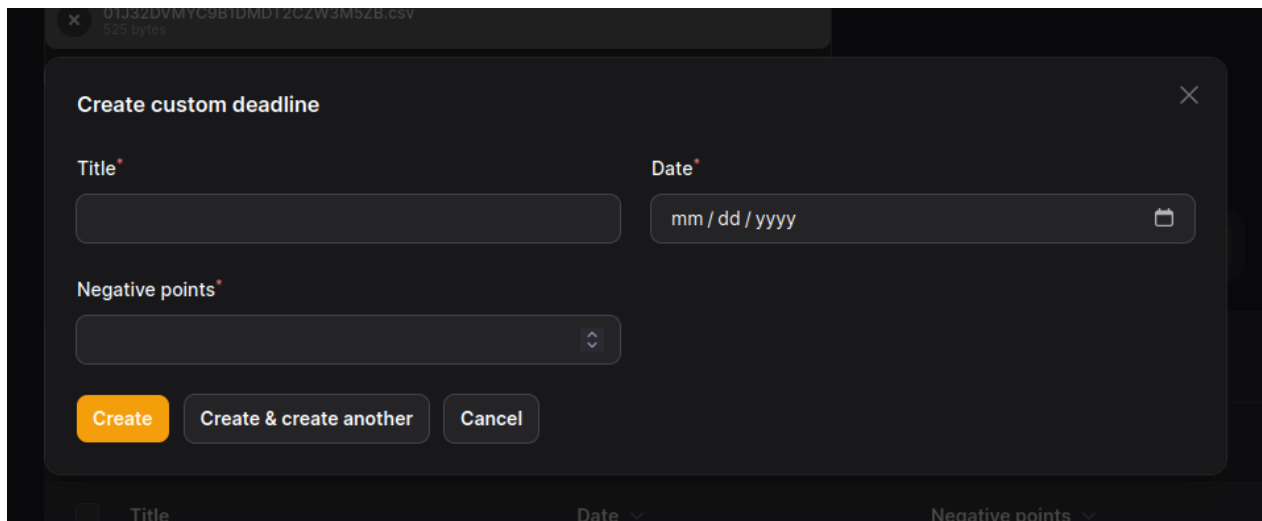 01J32DVMYC9B1DMDT2CZW3M5ZB.csv
525 bytes
Create custom deadline
Title* Date*
mm / dd / yyyy
Negative points*
Create Create & create another Cancel
Title Date Negative points